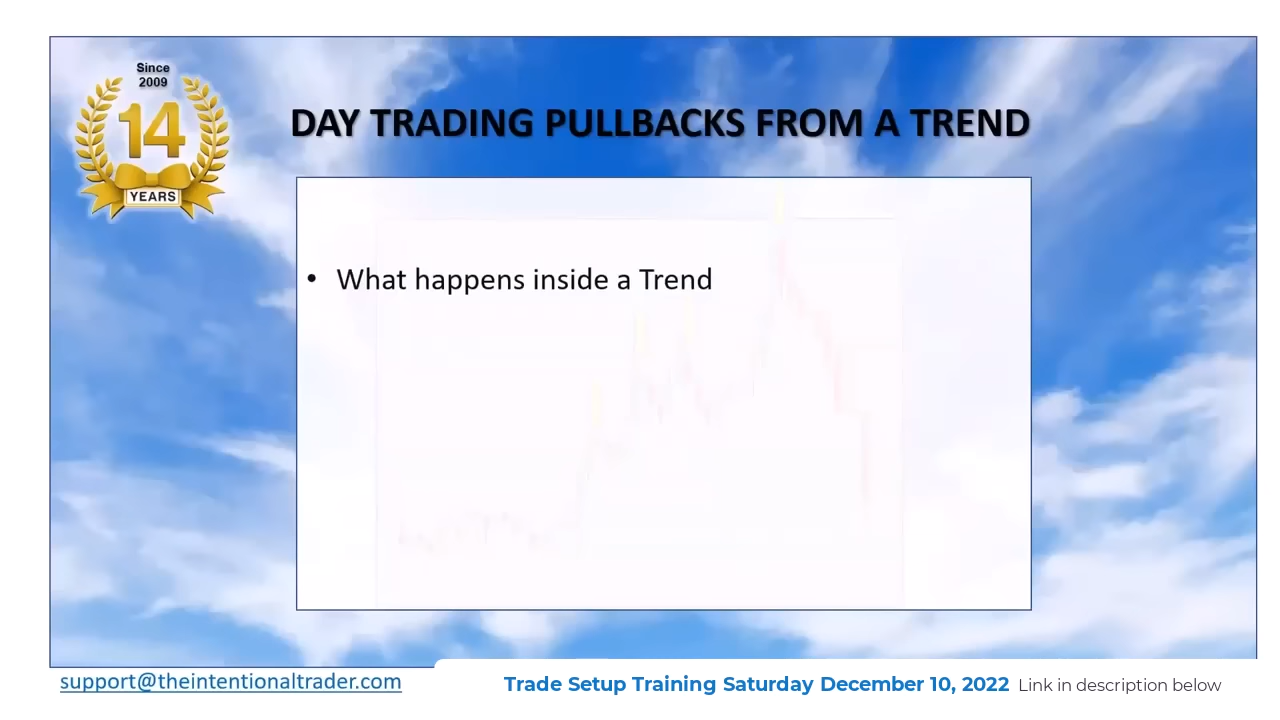 Since
2009
14
YEARS
DAY TRADING PULLBACKS FROM A TREND
• What happens inside a Trend
support@theintentionaltrader.com
Trade Setup Training Saturday December 10, 2022 Link in description below